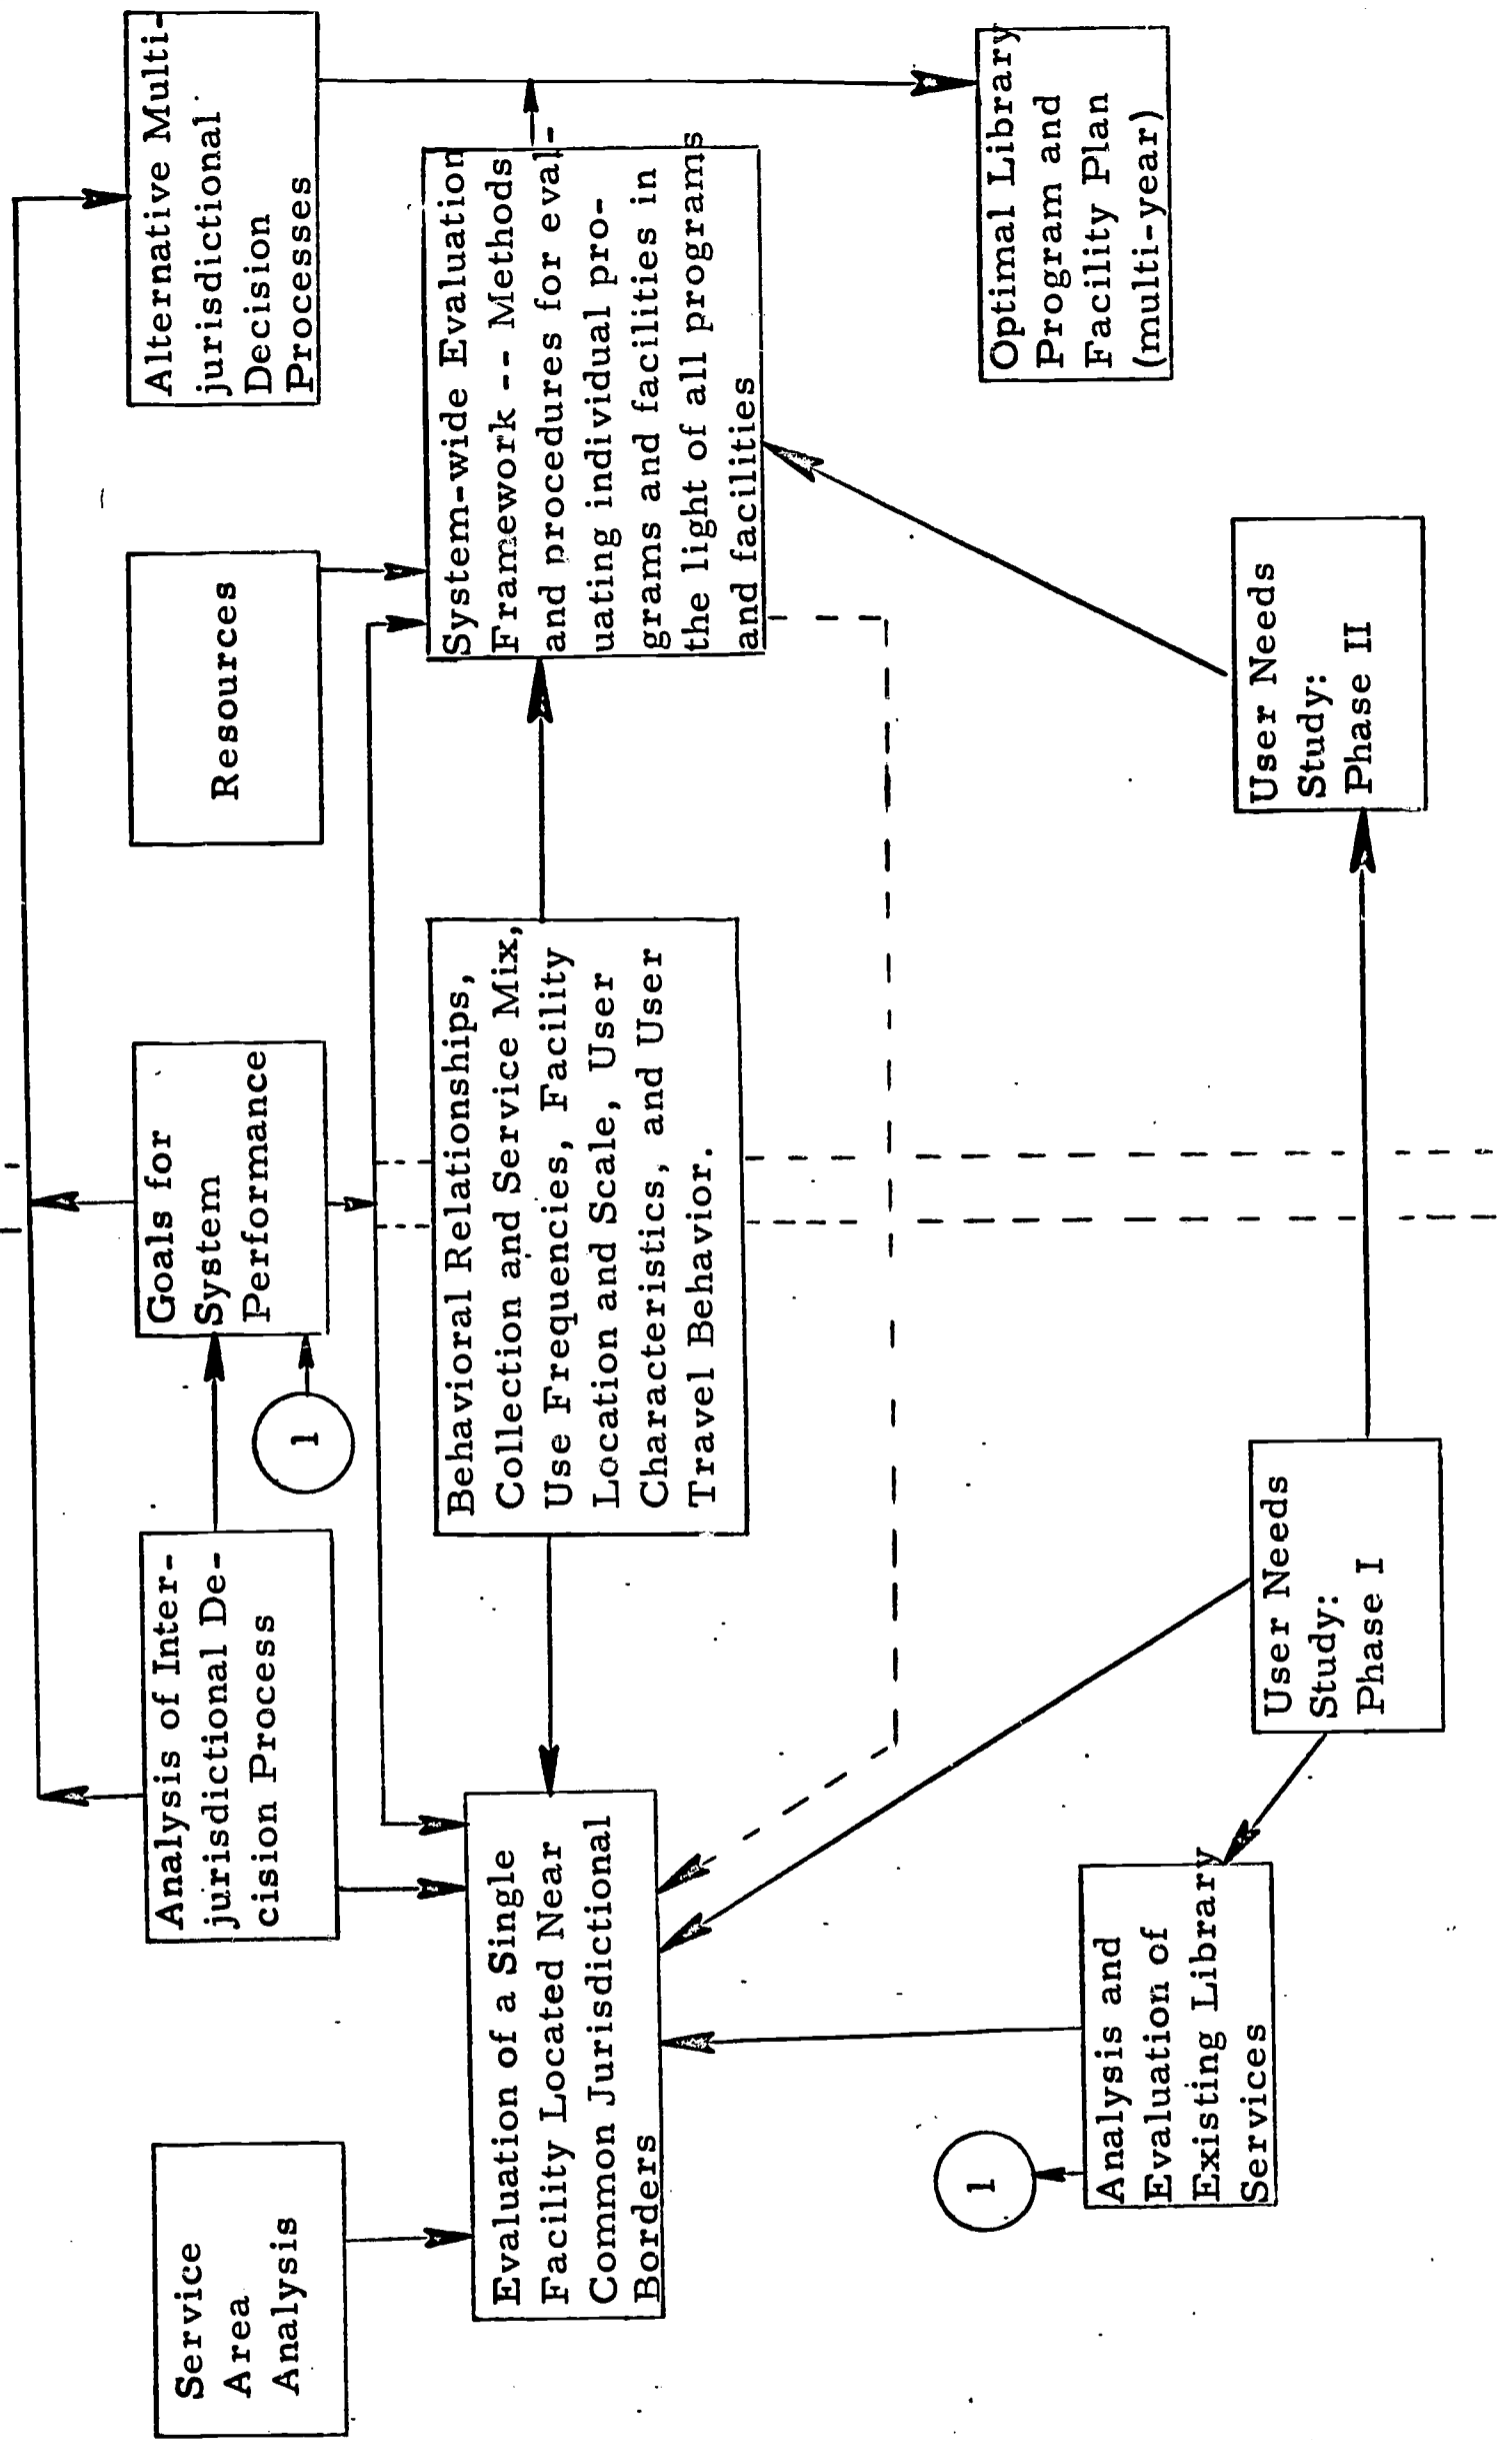 Service
Area
Analysis
Analysis of Inter-
jurisdictional De-
cision Process
Goals for
System
Performance
Resources
Alternative Multi-
jurisdictional
Decision
Processes
1
Evaluation of a Single
Facility Located Near
Common Jurisdictional
Borders
Behavioral Relationships,
Collection and Service Mix,
Use Frequencies, Facility
Location and Scale, User
Characteristics, and User
Travel Behavior.
System-wide Evaluation
Framework -- Methods
and procedures for eval-
uating individual pro-
grams and facilities in
the light of all programs
and facilities
1
Analysis and
Evaluation of
Existing Library
Services
User Needs
Study:
Phase I
User Needs
Study:
Phase II
Optimal Library
Program and
Facility Plan
(multi-year)